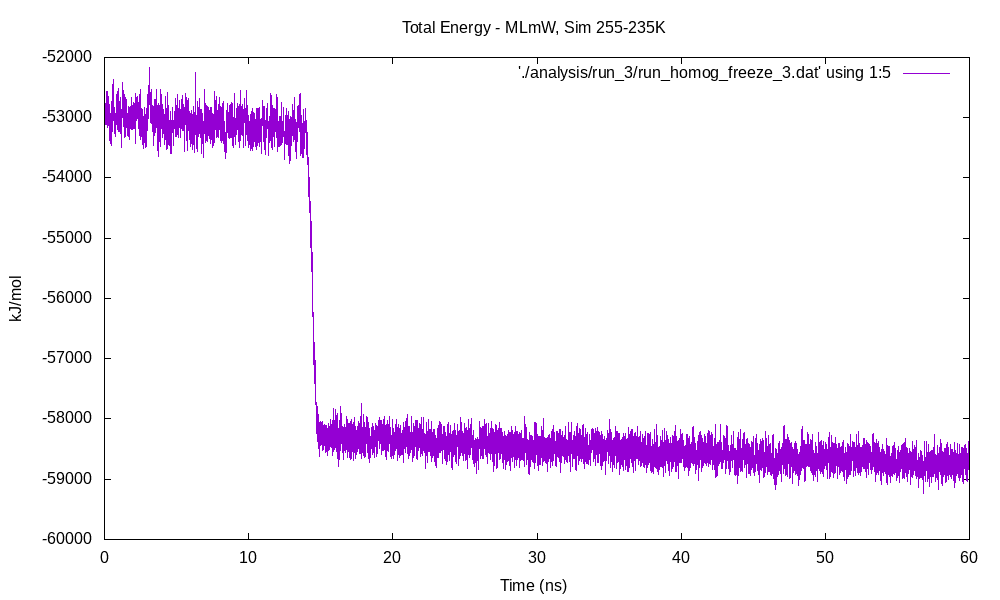 Total Energy - MLmW, Sim 255-235K
'./analysis/run_3/run_homog_freeze_3.dat' using 1:5
-52000
-53000
-54000
-55000
-56000
-57000
-58000
-59000
-60000
kJ/mol
0 10 20 30 40 50 60
Time (ns)